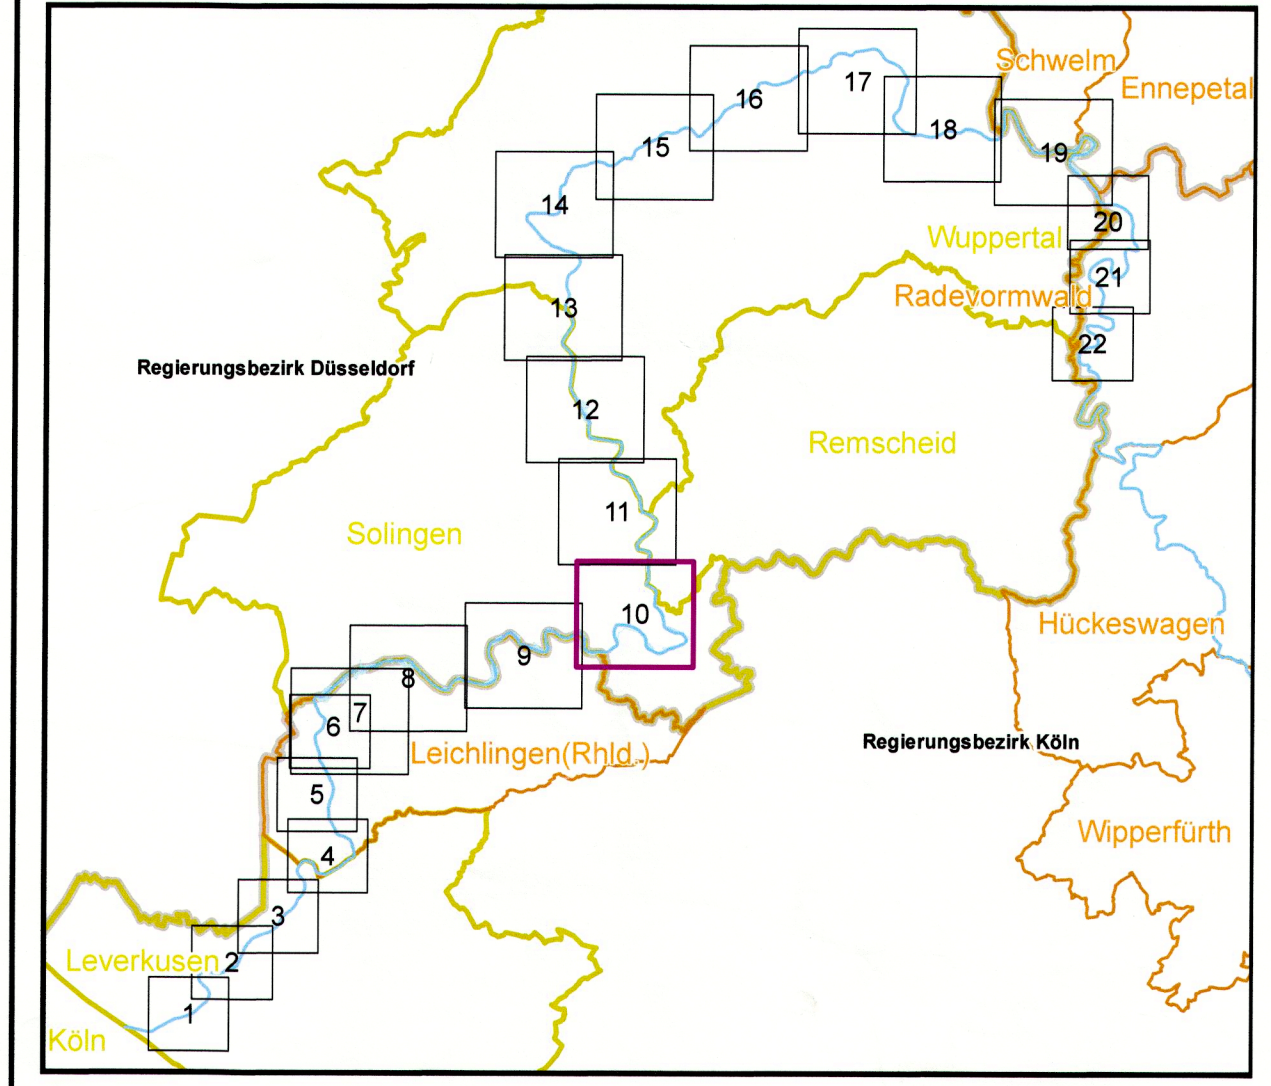 Schwelm
Ennepetal
17
16
18
15
19
14
20
Wuppertal
21
Radevormwald
13
22
Regierungsbezirk Düsseldorf
12
Remscheid
11
Solingen
10
Hückeswagen
9
8
7
6
Regierungsbezirk Köln
Leichlingen(Rhld.)
5
Wipperfürth
4
3
Leverkusen
2
1
Köln